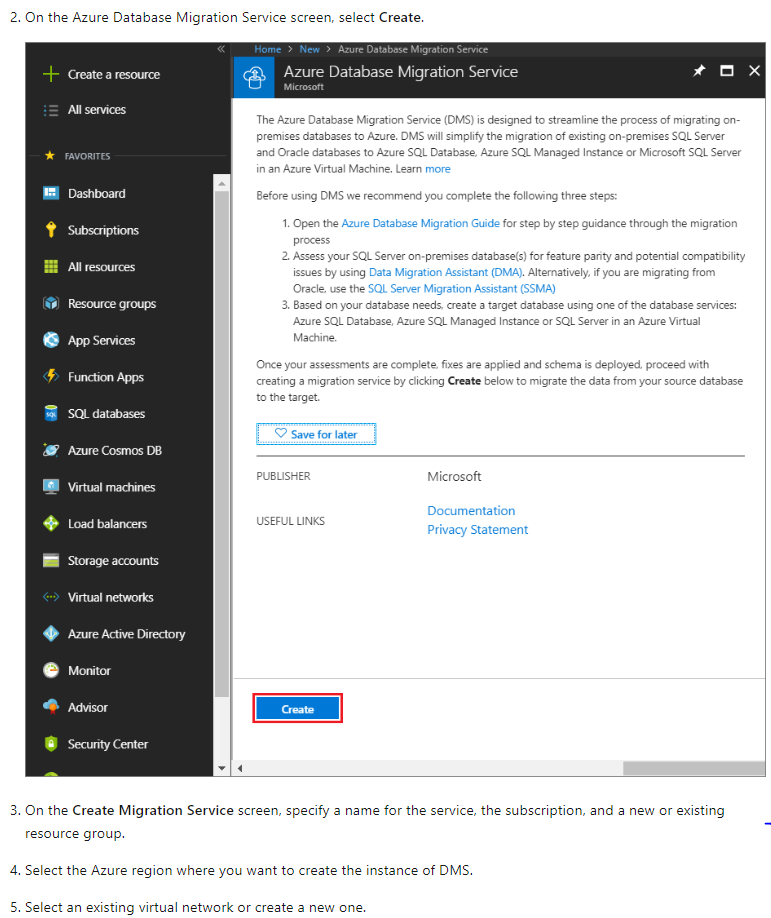 2. On the Azure Database Migration Service screen, select Create.
«
Home > New > Azure Database Migration Service
Create a resource
All services
FAVORITES
Dashboard
Subscriptions
All resources
Resource groups
App Services
Function Apps
SQL databases
Azure Cosmos DB
Virtual machines
Load balancers
Storage accounts
Virtual networks
Azure Active Directory
Monitor
Advisor
Security Center
Azure Database Migration Service
Microsoft
The Azure Database Migration Service (DMS) is designed to streamline the process of migrating on-
premises databases to Azure. DMS will simplify the migration of existing on-premises SQL Server
and Oracle databases to Azure SQL Database, Azure SQL Managed Instance or Microsoft SQL Server
in an Azure Virtual Machine. Learn more
Before using DMS we recommend you complete the following three steps:
1. Open the Azure Database Migration Guide for step by step guidance through the migration
process
2. Assess your SQL Server on-premises database(s) for feature parity and potential compatibility
issues by using Data Migration Assistant (DMA). Alternatively, if you are migrating from
Oracle, use the SQL Server Migration Assistant (SSMA)
3. Based on your database needs, create a target database using one of the database services:
Azure SQL Database, Azure SQL Managed Instance or SQL Server in an Azure Virtual
Machine.
Once your assessments are complete, fixes are applied and schema is deployed, proceed with
creating a migration service by clicking Create below to migrate the data from your source database
to the target.
Save for later
PUBLISHER Microsoft
USEFUL LINKS
Documentation
Privacy Statement
Create
3. On the Create Migration Service screen, specify a name for the service, the subscription, and a new or existing
resource group.
4. Select the Azure region where you want to create the instance of DMS.
5. Select an existing virtual network or create a new one.